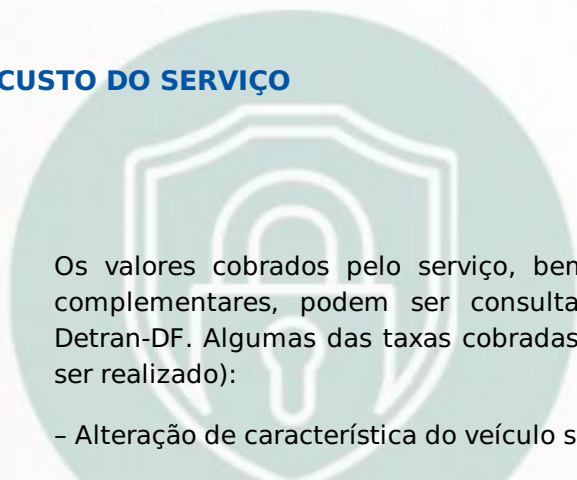 CUSTO DO SERVIÇO
Os valores cobrados pelo serviço, bem
complementares, podem ser consulta
Detran-DF. Algumas das taxas cobradas
ser realizado):
– Alteração de característica do veículo s